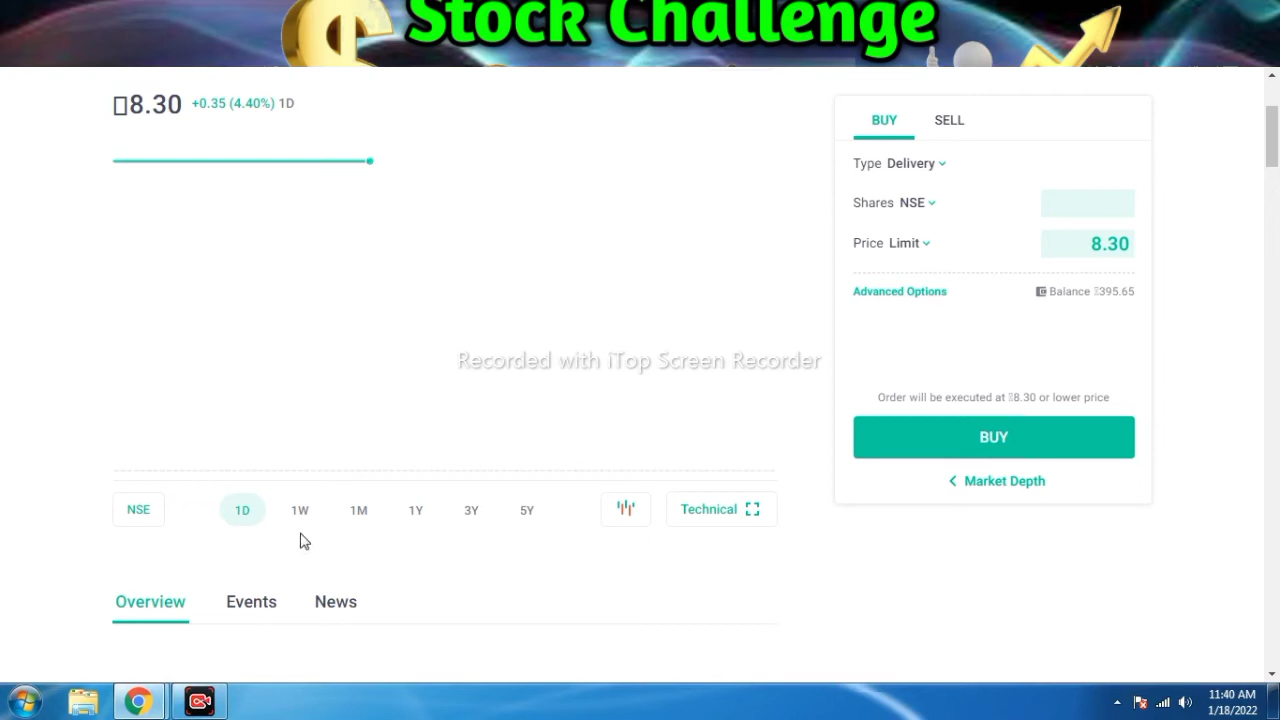 Stock Challenge
8.30 +0.35 (4.40%) 1D
BUY SELL
Type Delivery
Shares NSE
Price Limit 8.30
Advanced Options Balance 395.65
Recorded with iTop Screen Recorder
Order will be executed at 8.30 or lower price
BUY
Market Depth
NSE 1D 1W 1M 1Y 3Y 5Y Technical
Overview Events News
11:40 AM
1/18/2022